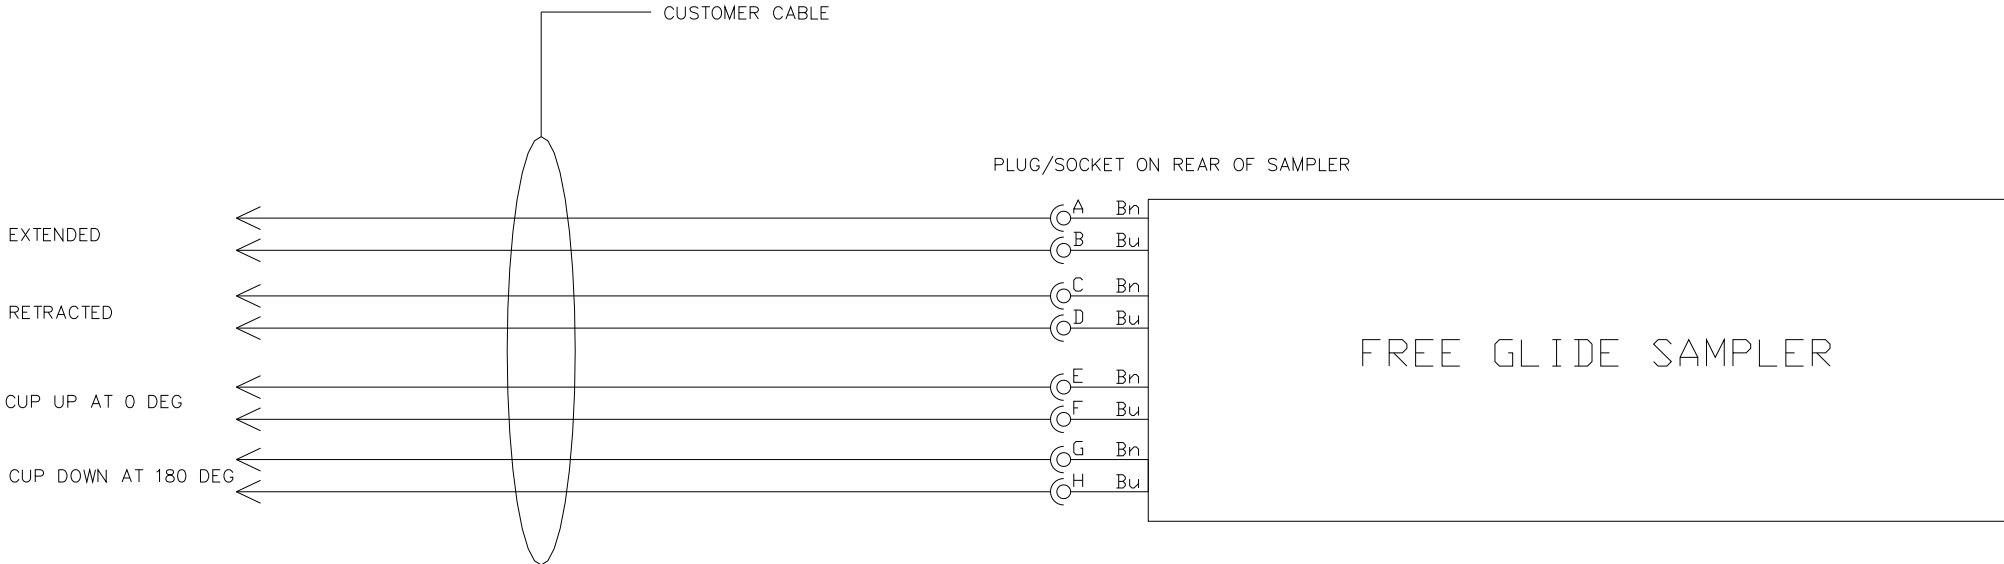 CUSTOMER CABLE
PLUG/SOCKET ON REAR OF SAMPLER
A Bn
EXTENDED
B Bu
C Bn
RETRACTED
D Bu
FREE GLIDE SAMPLER
E Bn
CUP UP AT 0 DEG
F Bu
G Bn
CUP DOWN AT 180 DEG
H Bu